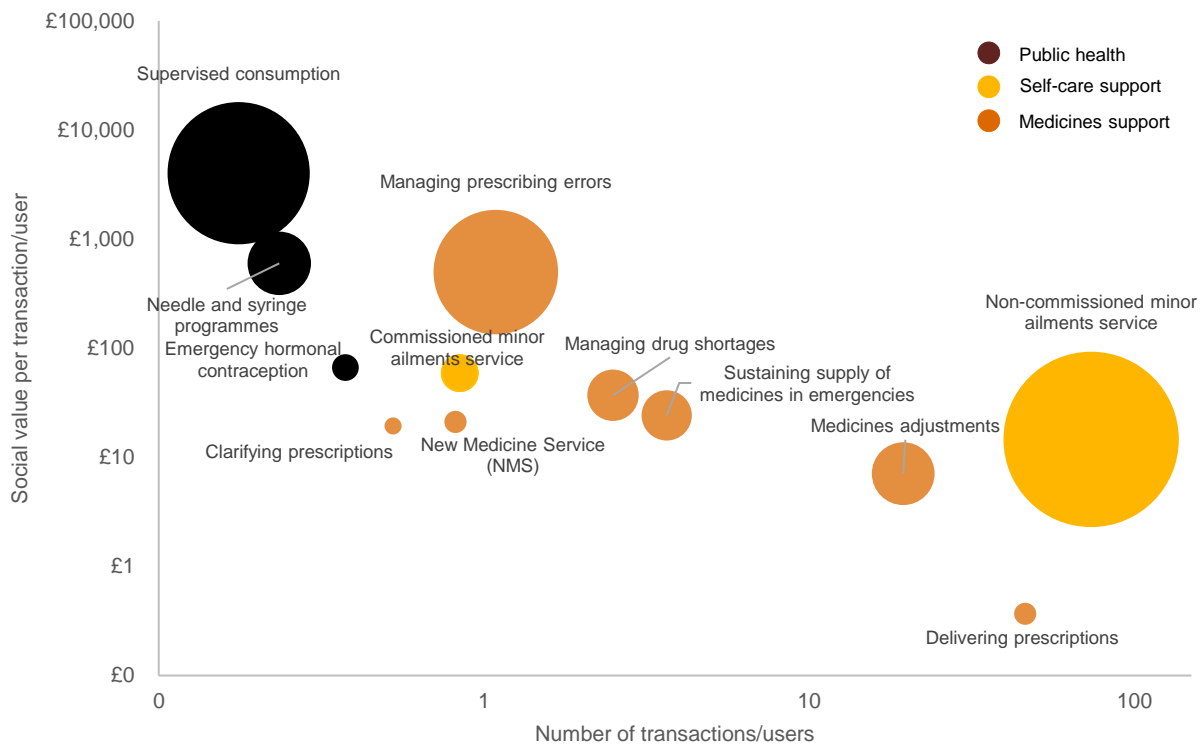 £100,000
£10,000
£1,000
£100
£10
£1
£0
Social value per transaction/user
Supervised consumption
Managing prescribing errors
Needle and syringe
programmes
Emergency hormonal
contraception
Commissioned minor
ailments service
Managing drug shortages
Sustaining supply of
medicines in emergencies
Non-commissioned minor
ailments service
Clarifying prescriptions
New Medicine Service
(NMS)
Medicines adjustments
Delivering prescriptions
Public health
Self-care support
Medicines support
0
1
10
100
Number of transactions/users